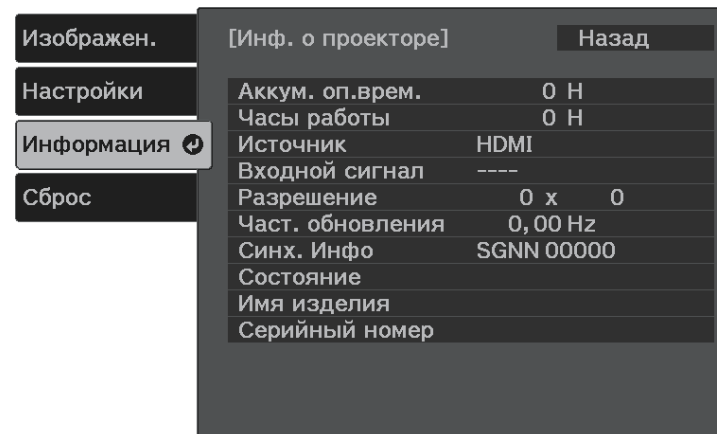 Изображен.
Настройки
Информация
Сброс
[Инф. о проекторе] Назад
Аккум. оп.врем. 0 H
Часы работы 0 H
Источник HDMI
Входной сигнал ----
Разрешение 0 x 0
Част. обновления 0,00 Hz
Синх. Инфо SGNN 00000
Состояние
Имя изделия
Серийный номер